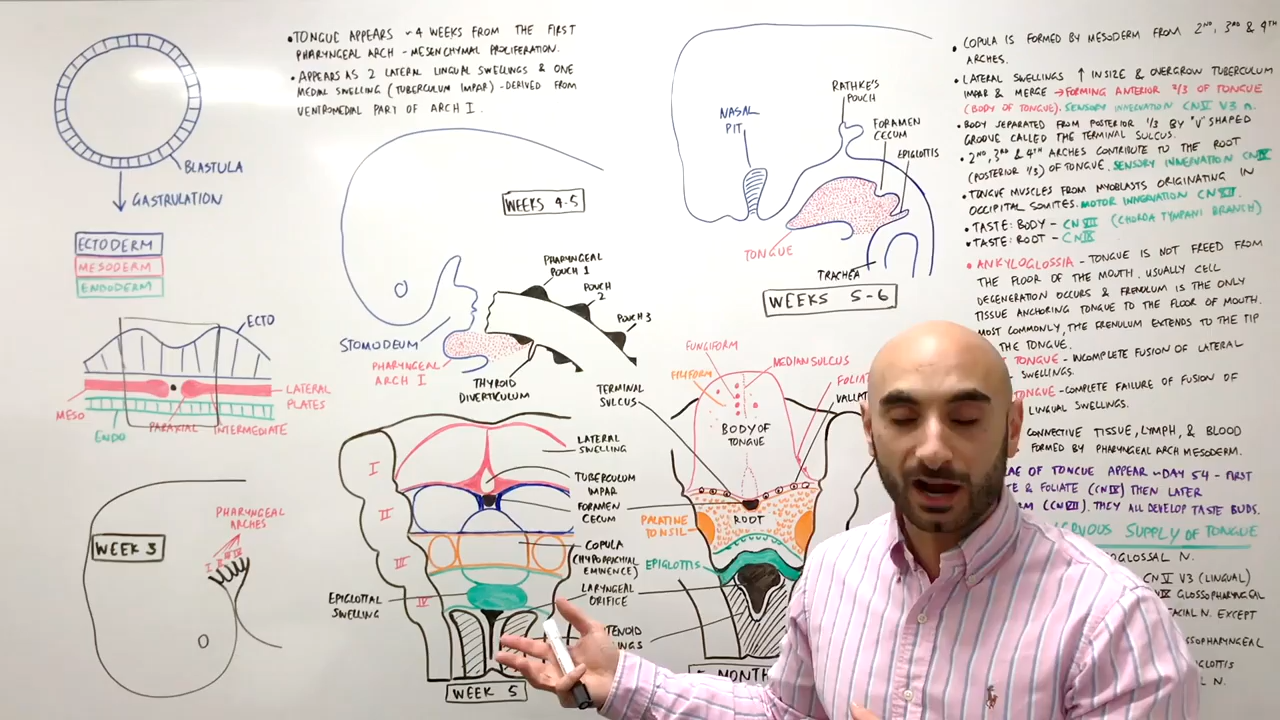 • TONGUE APPEARS ~4 WEEKS FROM THE FIRST
PHARYNGEAL ARCH - MESENCHYMAL PROLIFERATION.
• APPEARS AS 2 LATERAL LINGUAL SWELLINGS & ONE
MEDIAL SWELLING (TUBERCULUM IMPAR) - DERIVED FROM
VENTROMEDIAL PART OF ARCH I.
BLASTULA
GASTRULATION
ECTODERM
MESODERM
ENDODERM
ECTO
MESO
ENDO
PARAXIAL
INTERMEDIATE
LATERAL
PLATES
WEEK 3
PHARYNGEAL
ARCHES
I II III IV
WEEKS 4-5
STOMODEUM
PHARYNGEAL
ARCH I
PHARYNGEAL
POUCH 1
POUCH
2
POUCH 3
THYROID
DIVERTICULUM
NASAL
PIT
RATHKE'S
POUCH
FORAMEN
CECUM
EPIGLOTTIS
TONGUE
TRACHEA
WEEKS 5-6
I
II
III
IV
LATERAL
SWELLING
TUBERCULUM
IMPAR
FORAMEN
CECUM
COPULA
(HYPOBRANCHIAL
EMINENCE)
LARYNGEAL
ORIFICE
EPIGLOTTAL
SWELLING
WEEK 5
TERMINAL
SULCUS
FUNGIFORM
FILIFORM
MEDIAN SULCUS
BODY OF
TONGUE
ROOT
PALATINE
TONSIL
EPIGLOTTIS
5 MONTH
• COPULA IS FORMED BY MESODERM FROM 2ND, 3RD & 4TH
ARCHES.
• LATERAL SWELLINGS ↑ IN SIZE & OVERGROW TUBERCULUM
IMPAR & MERGE → FORMING ANTERIOR 2/3 OF TONGUE
(BODY OF TONGUE). SENSORY INNERVATION CNV V3 n.
• BODY SEPARATED FROM POSTERIOR 1/3 BY "V" SHAPED
GROOVE CALLED THE TERMINAL SULCUS.
• 2ND, 3RD & 4TH ARCHES CONTRIBUTE TO THE ROOT
(POSTERIOR 1/3) OF TONGUE. SENSORY INNERVATION CN IX
• TONGUE MUSCLES FROM MYOBLASTS ORIGINATING IN
OCCIPITAL SOMITES. MOTOR INNERVATION CN XII.
• TASTE: BODY - CN VII (CHORDA TYMPANI BRANCH)
• TASTE: ROOT - CN IX
• ANKYLOGLOSSIA - TONGUE IS NOT FREED FROM
THE FLOOR OF THE MOUTH. USUALLY CELL
DEGENERATION OCCURS & FRENULUM IS THE ONLY
TISSUE ANCHORING TONGUE TO THE FLOOR OF MOUTH.
MOST COMMONLY, THE FRENULUM EXTENDS TO THE TIP
THE TONGUE.
TONGUE - INCOMPLETE FUSION OF LATERAL
SWELLINGS.
TONGUE - COMPLETE FAILURE OF FUSION OF
LINGUAL SWELLINGS.
CONNECTIVE TISSUE, LYMPH, & BLOOD
FORMED BY PHARYNGEAL ARCH MESODERM.
OF TONGUE APPEAR ~DAY 54 - FIRST
& FOLIATE (CN IX) THEN LATER
(CN VII). THEY ALL DEVELOP TASTE BUDS.
NERVOUS SUPPLY OF TONGUE
N.
CN V V3 (LINGUAL)
GLOSSOPHARYNGEAL
N. EXCEPT
N.